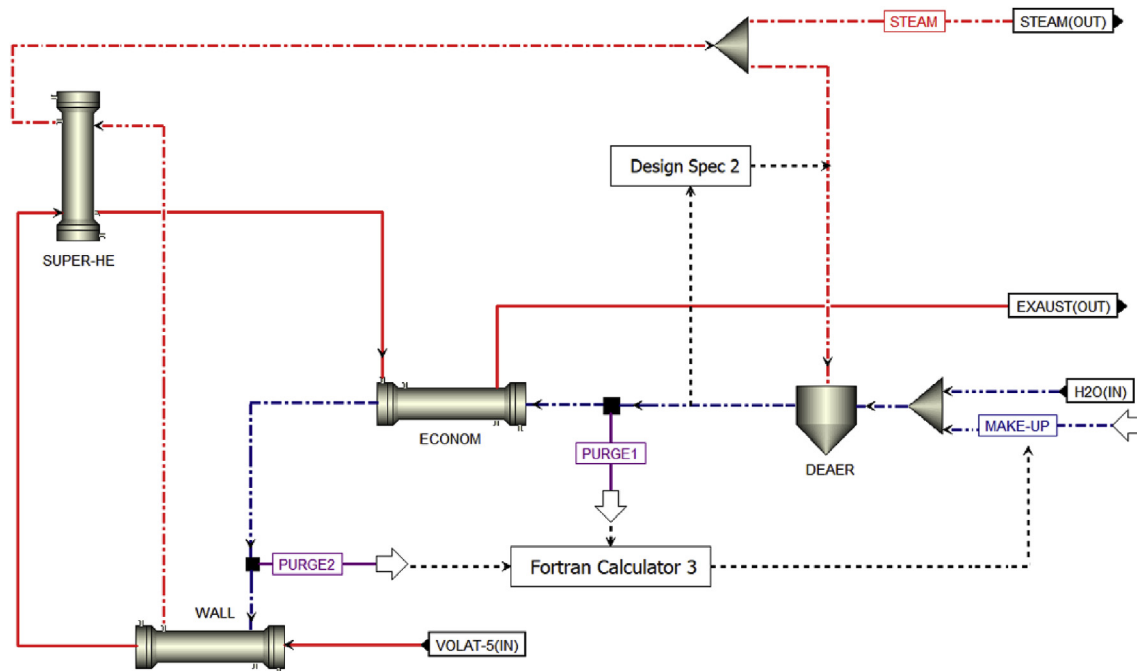 STEAM
STEAM(OUT)
Design Spec 2
SUPER-HE
EXAUST(OUT)
H2O(IN)
MAKE-UP
ECONOM
PURGE1
DEAER
PURGE2
Fortran Calculator 3
WALL
VOLAT-5(IN)